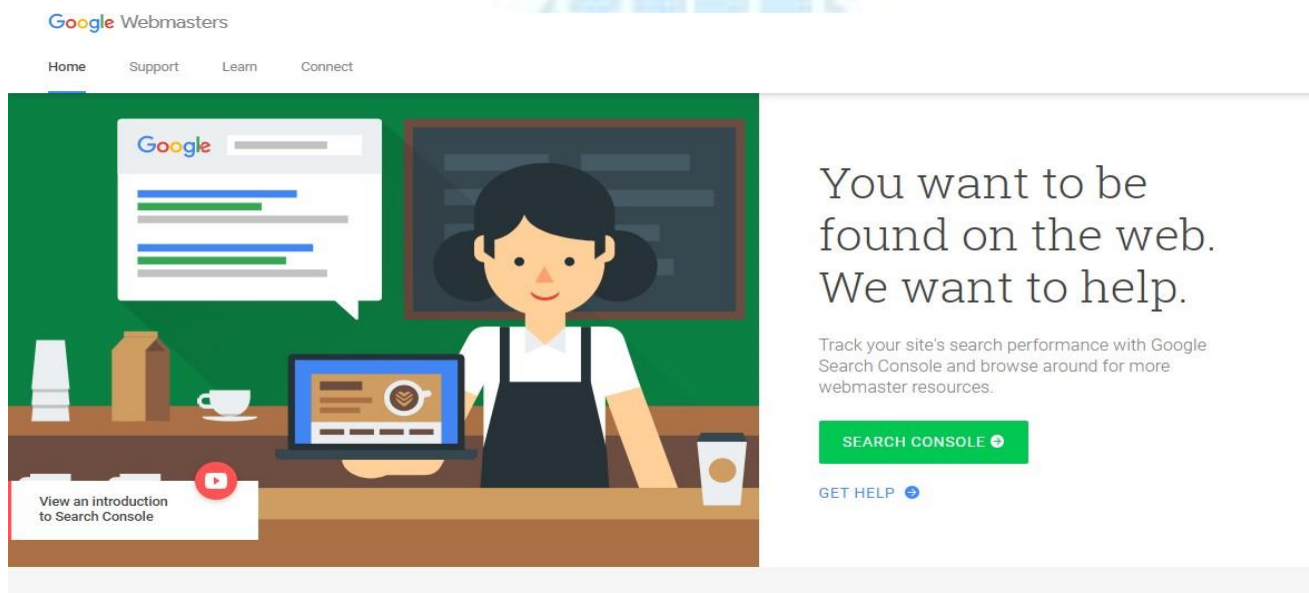 Google Webmasters
Home Support Learn Connect
Google
You want to be
found on the web.
We want to help.
Track your site's search performance with Google
Search Console and browse around for more
webmaster resources.
SEARCH CONSOLE
GET HELP
View an introduction
to Search Console